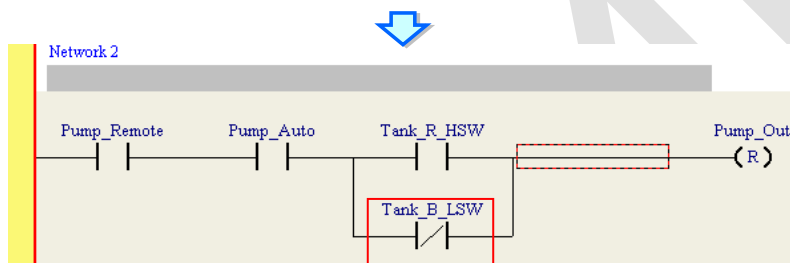 Network 2
Pump_Remote Pump_Auto Tank_R_HSW Pump_Out
(R)
Tank_B_LSW